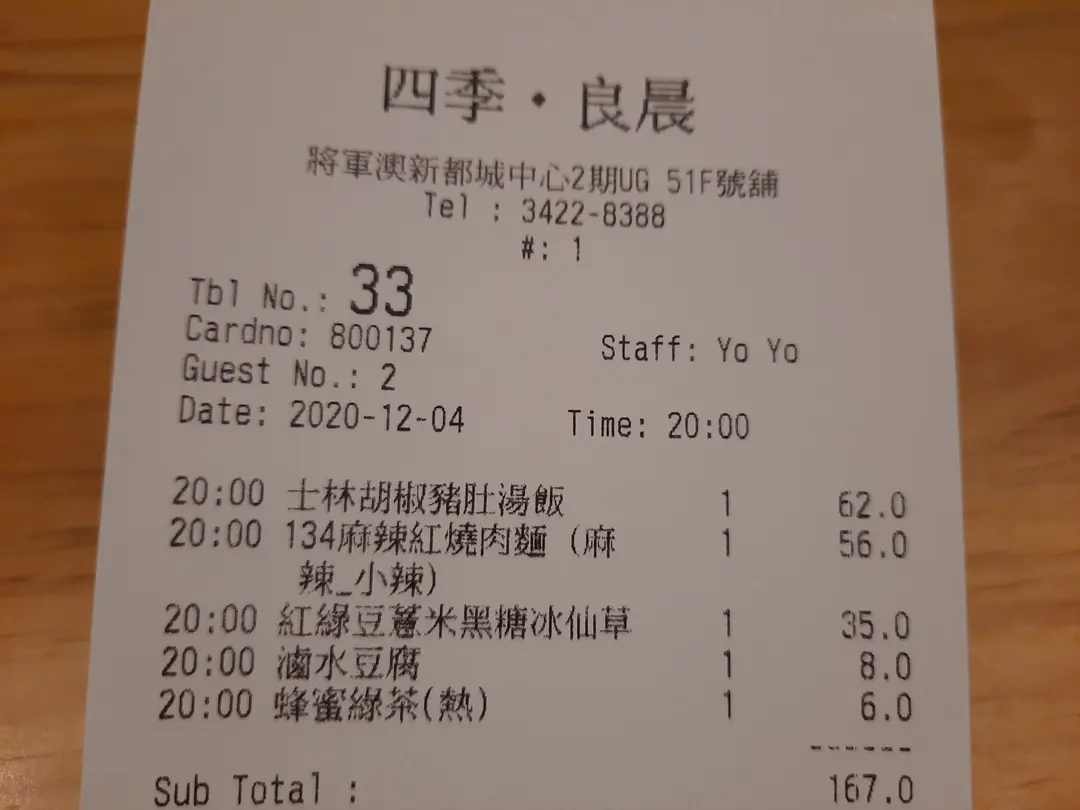 四季·良晨
將軍澳新都城中心2期UG 51F號舖
Tel : 3422-8388
#: 1
Tbl No.: 33
Cardno: 800137 Staff: Yo Yo
Guest No.: 2
Date: 2020-12-04 Time: 20:00
20:00 士林胡椒豬肚湯飯 1 62.0
20:00 134麻辣紅燒肉麵 (麻 1 56.0
辣_小辣)
20:00 紅綠豆薏米黑糖冰仙草 1 35.0
20:00 滷水豆腐 1 8.0
20:00 蜂蜜綠茶(熱) 1 6.0
------
Sub Total : 167.0